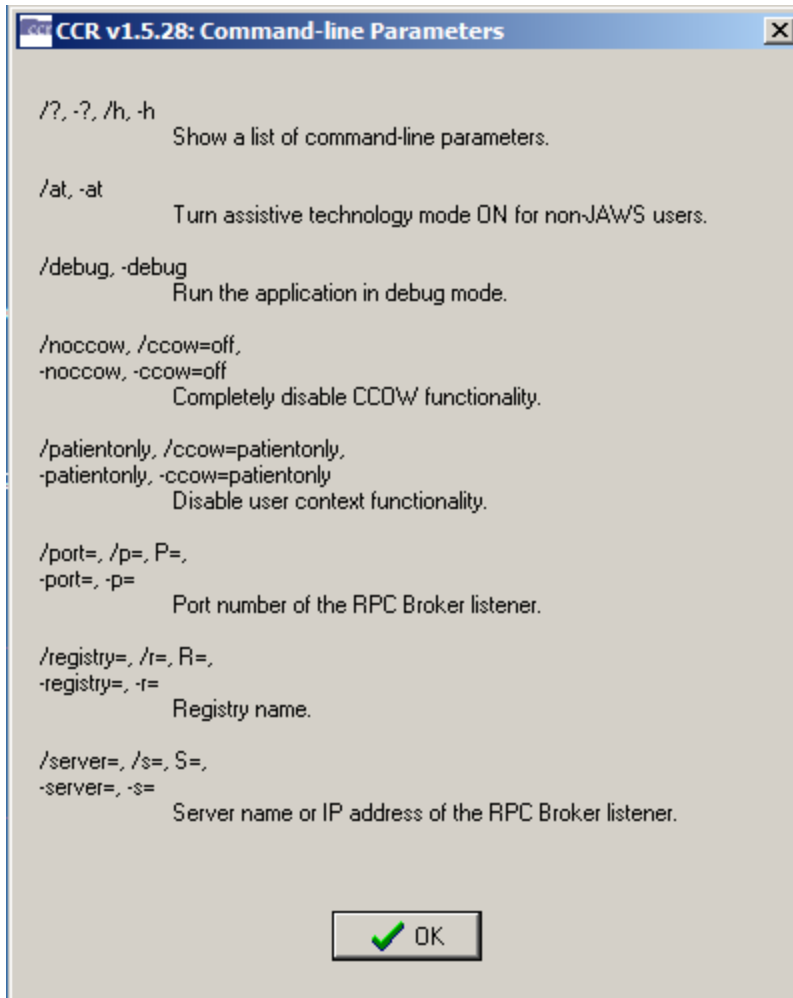 ccr CCR v1.5.28: Command-line Parameters
/?, -?, /h, -h
Show a list of command-line parameters.
/at, -at
Turn assistive technology mode ON for non-JAWS users.
/debug, -debug
Run the application in debug mode.
/noccow, /ccow=off,
-noccow, -ccow=off
Completely disable CCOW functionality.
/patientonly, /ccow=patientonly,
-patientonly, -ccow=patientonly
Disable user context functionality.
/port=, /p=, P=,
-port=, -p=
Port number of the RPC Broker listener.
/registry=, /r=, R=,
-registry=, -r=
Registry name.
/server=, /s=, S=,
-server=, -s=
Server name or IP address of the RPC Broker listener.
OK